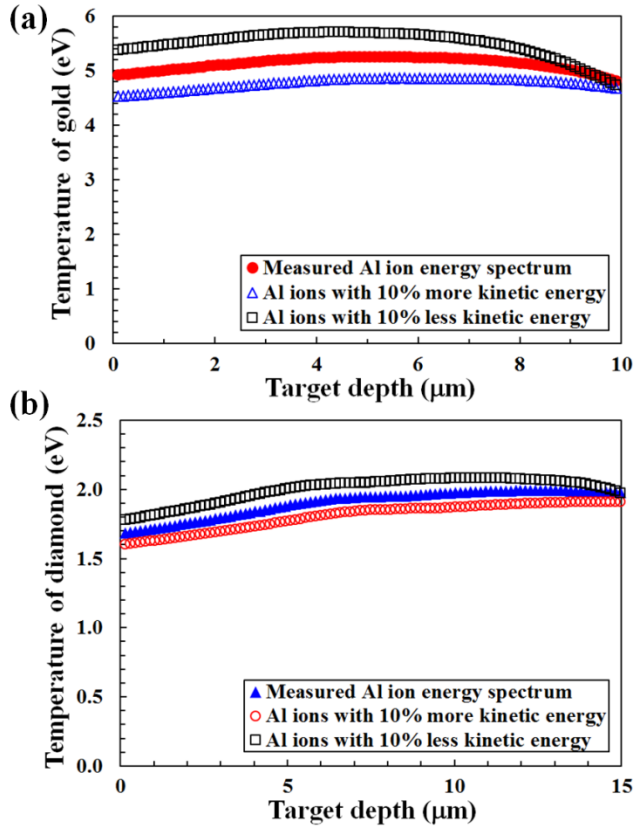 (a)
Temperature of gold (eV)
6
5
4
3
2
1
0
Measured Al ion energy spectrum
Al ions with 10% more kinetic energy
Al ions with 10% less kinetic energy
0 2 4 6 8 10
Target depth (μm)
(b)
Temperature of diamond (eV)
2.5
2.0
1.5
1.0
0.5
0.0
Measured Al ion energy spectrum
Al ions with 10% more kinetic energy
Al ions with 10% less kinetic energy
0 5 10 15
Target depth (μm)